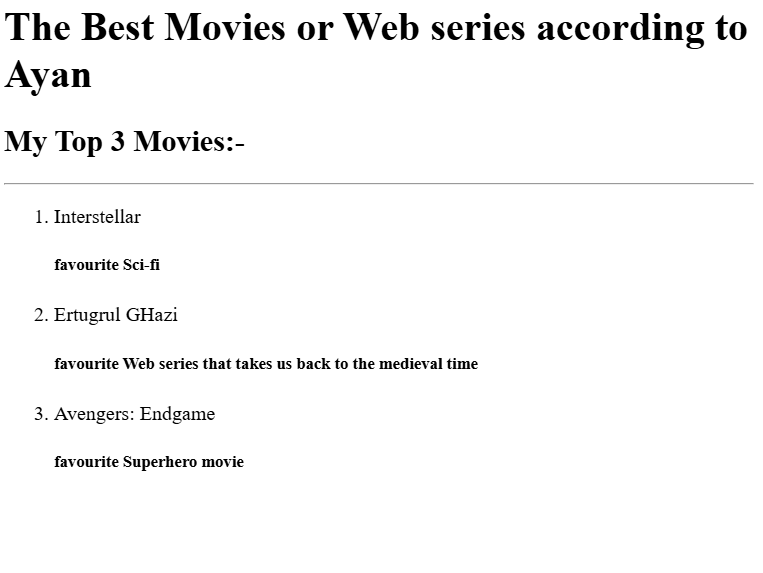 The Best Movies or Web series according to
Ayan
My Top 3 Movies:-
1. Interstellar
favourite Sci-fi
2. Ertugrul GHazi
favourite Web series that takes us back to the medieval time
3. Avengers: Endgame
favourite Superhero movie